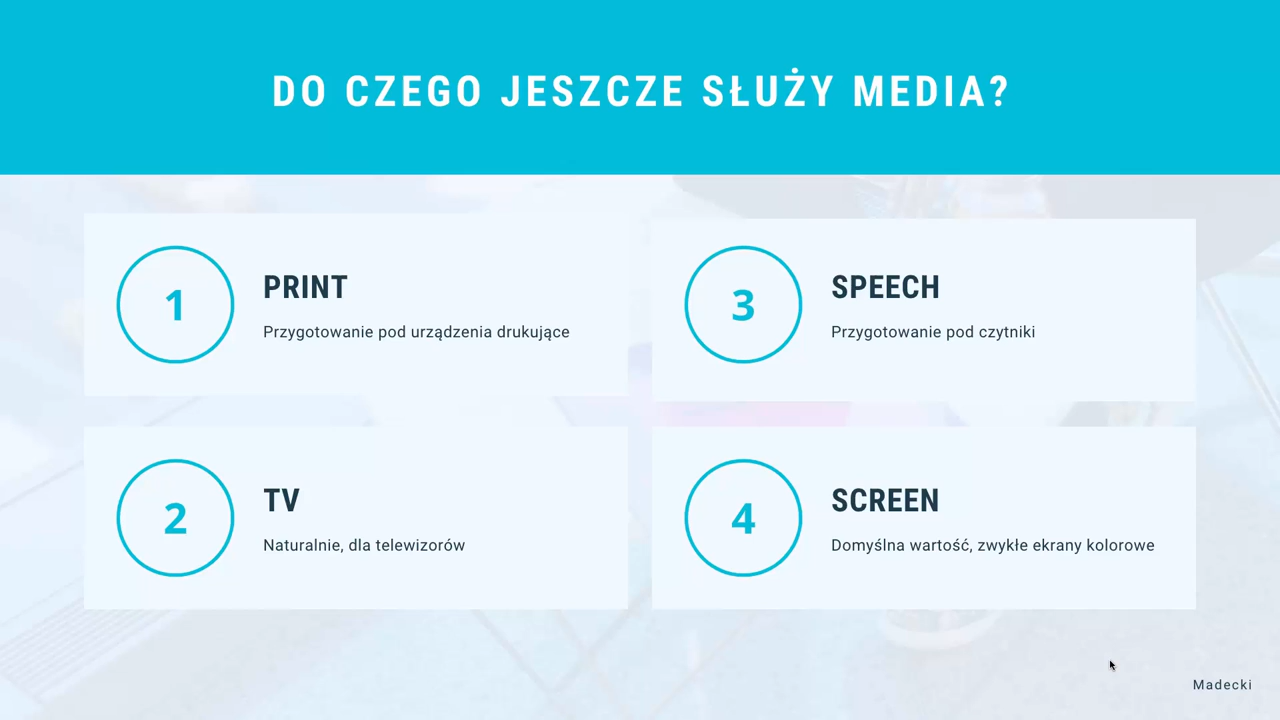 DO CZEGO JESZCZE SŁUŻY MEDIA?
1
PRINT
Przygotowanie pod urządzenia drukujące
2
TV
Naturalnie, dla telewizorów
3
SPEECH
Przygotowanie pod czytniki
4
SCREEN
Domyślna wartość, zwykłe ekrany kolorowe
Madecki